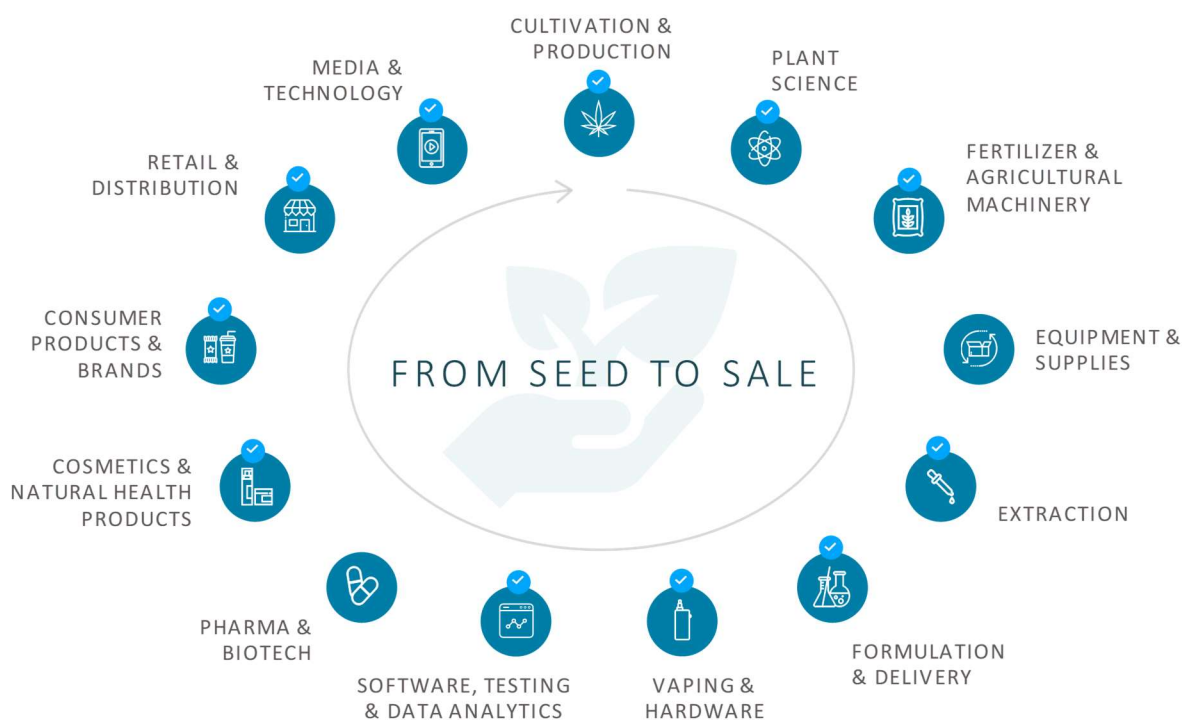 CULTIVATION &
PRODUCTION
PLANT
SCIENCE
FERTILIZER &
AGRICULTURAL
MACHINERY
EQUIPMENT &
SUPPLIES
EXTRACTION
FORMULATION
& DELIVERY
VAPING &
HARDWARE
SOFTWARE, TESTING
& DATA ANALYTICS
PHARMA &
BIOTECH
COSMETICS &
NATURAL HEALTH
PRODUCTS
CONSUMER
PRODUCTS &
BRANDS
RETAIL &
DISTRIBUTION
MEDIA &
TECHNOLOGY
FROM SEED TO SALE